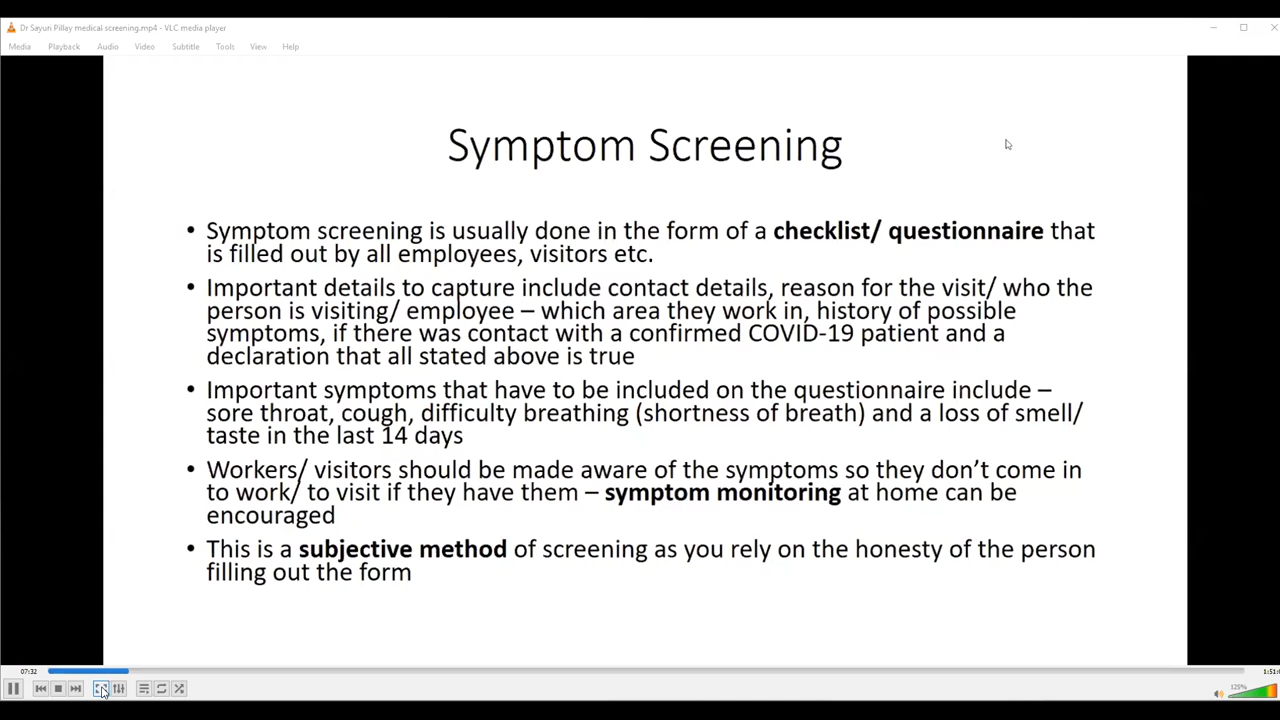 Dr Sayuri Pillay medical screening.mp4 - VLC media player
Media Playback Audio Video Subtitle Tools View Help
Symptom Screening
• Symptom screening is usually done in the form of a checklist/ questionnaire that
is filled out by all employees, visitors etc.
• Important details to capture include contact details, reason for the visit/ who the
person is visiting/ employee – which area they work in, history of possible
symptoms, if there was contact with a confirmed COVID-19 patient and a
declaration that all stated above is true
• Important symptoms that have to be included on the questionnaire include –
sore throat, cough, difficulty breathing (shortness of breath) and a loss of smell/
taste in the last 14 days
• Workers/ visitors should be made aware of the symptoms so they don’t come in
to work/ to visit if they have them – symptom monitoring at home can be
encouraged
• This is a subjective method of screening as you rely on the honesty of the person
filling out the form
07:32
125%